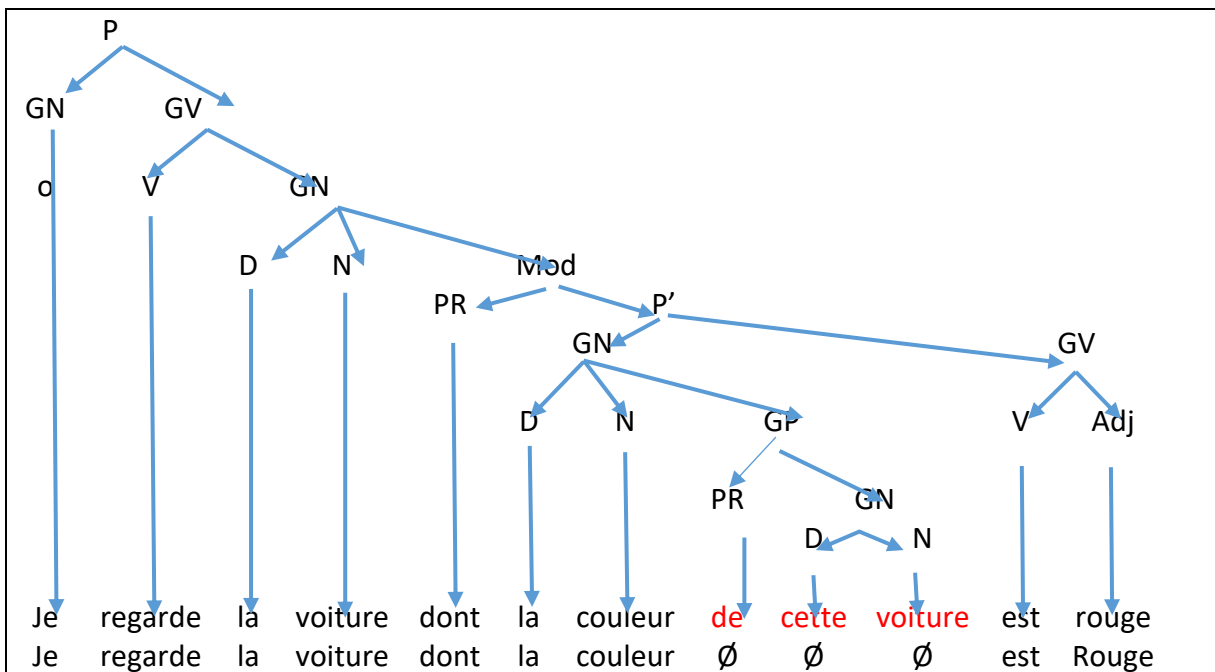 P
GN GV
o V GN
D N Mod
PR P’
GN GV
D N GP V Adj
PR GN
D N
Je regarde la voiture dont la couleur de cette voiture est rouge
Je regarde la voiture dont la couleur Ø Ø Ø est Rouge